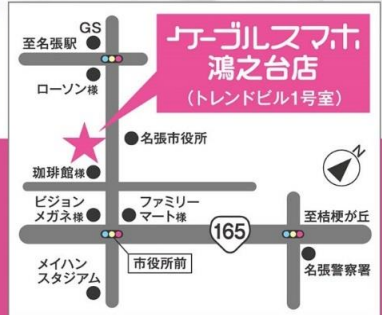 GS
至名張駅
ローソン様
ケーブルスマホ
鴻之台店
（トレンドビル1号室）
名張市役所
珈琲館様
N
ビジョン
メガネ様
ファミリー
マート様
165
至桔梗が丘
市役所前
名張警察署
メイハン
スタジアム